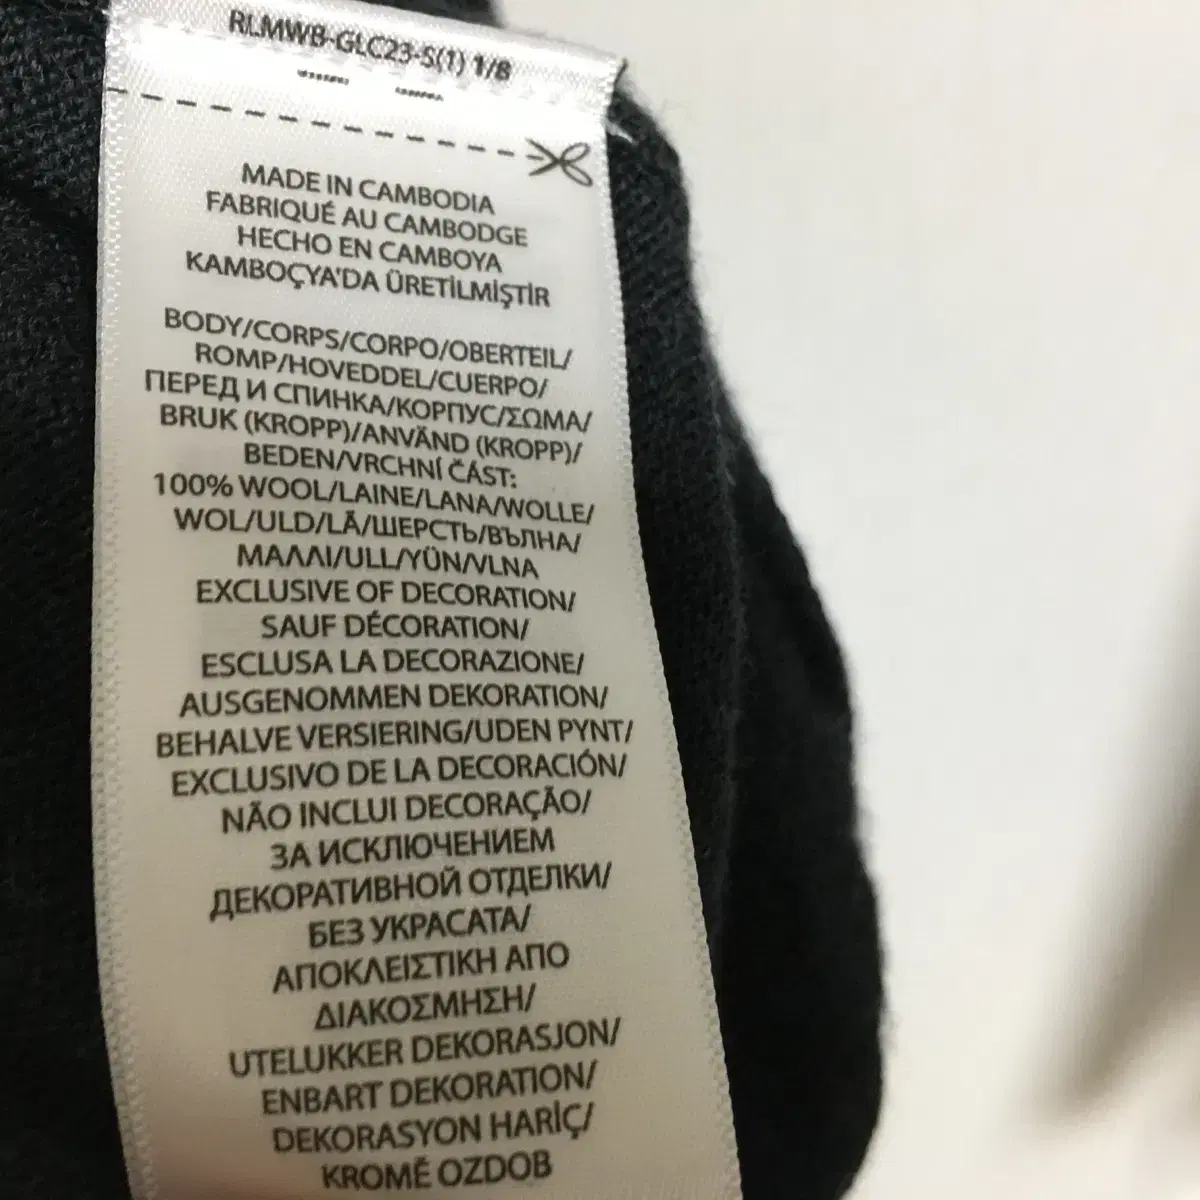 RLMWB-GLC23-S(1) 1/8
MADE IN CAMBODIA
FABRIQUÉ AU CAMBODGE
HECHO EN CAMBOYA
KAMBOÇYA'DA ÜRETİLMİŞTİR
BODY/CORPS/CORPO/OBERTEIL/
ROMP/HOVEDDEL/CUERPO/
ПЕРЕД И СПИНКА/КОРПУС/ΣΩΜΑ/
BRUK (KROPP)/ANVÄND (KROPP)/
BEDEN/VRCHNÍ ČÁST:
100% WOOL/LAINE/LANA/WOLLE/
WOL/ULD/LÃ/ШЕРСТЬ/ВЪЛНА/
ΜΑΛΛΙ/ULL/YÜN/VLNA
EXCLUSIVE OF DECORATION/
SAUF DÉCORATION/
ESCLUSA LA DECORAZIONE/
AUSGENOMMEN DEKORATION/
BEHALVE VERSIERING/UDEN PYNT/
EXCLUSIVO DE LA DECORACIÓN/
NÃO INCLUI DECORAÇÃO/
ЗА ИСКЛЮЧЕНИЕМ
ДЕКОРАТИВНОЙ ОТДЕЛКИ/
БЕЗ УКРАСАТА/
ΑΠΟΚΛΕΙΣΤΙΚΗ ΑΠΟ
ΔΙΑΚΟΣΜΗΣΗ/
UTELUKKER DEKORASJON/
ENBART DEKORATION/
DEKORASYON HARİÇ/
KROMĚ OZDOB